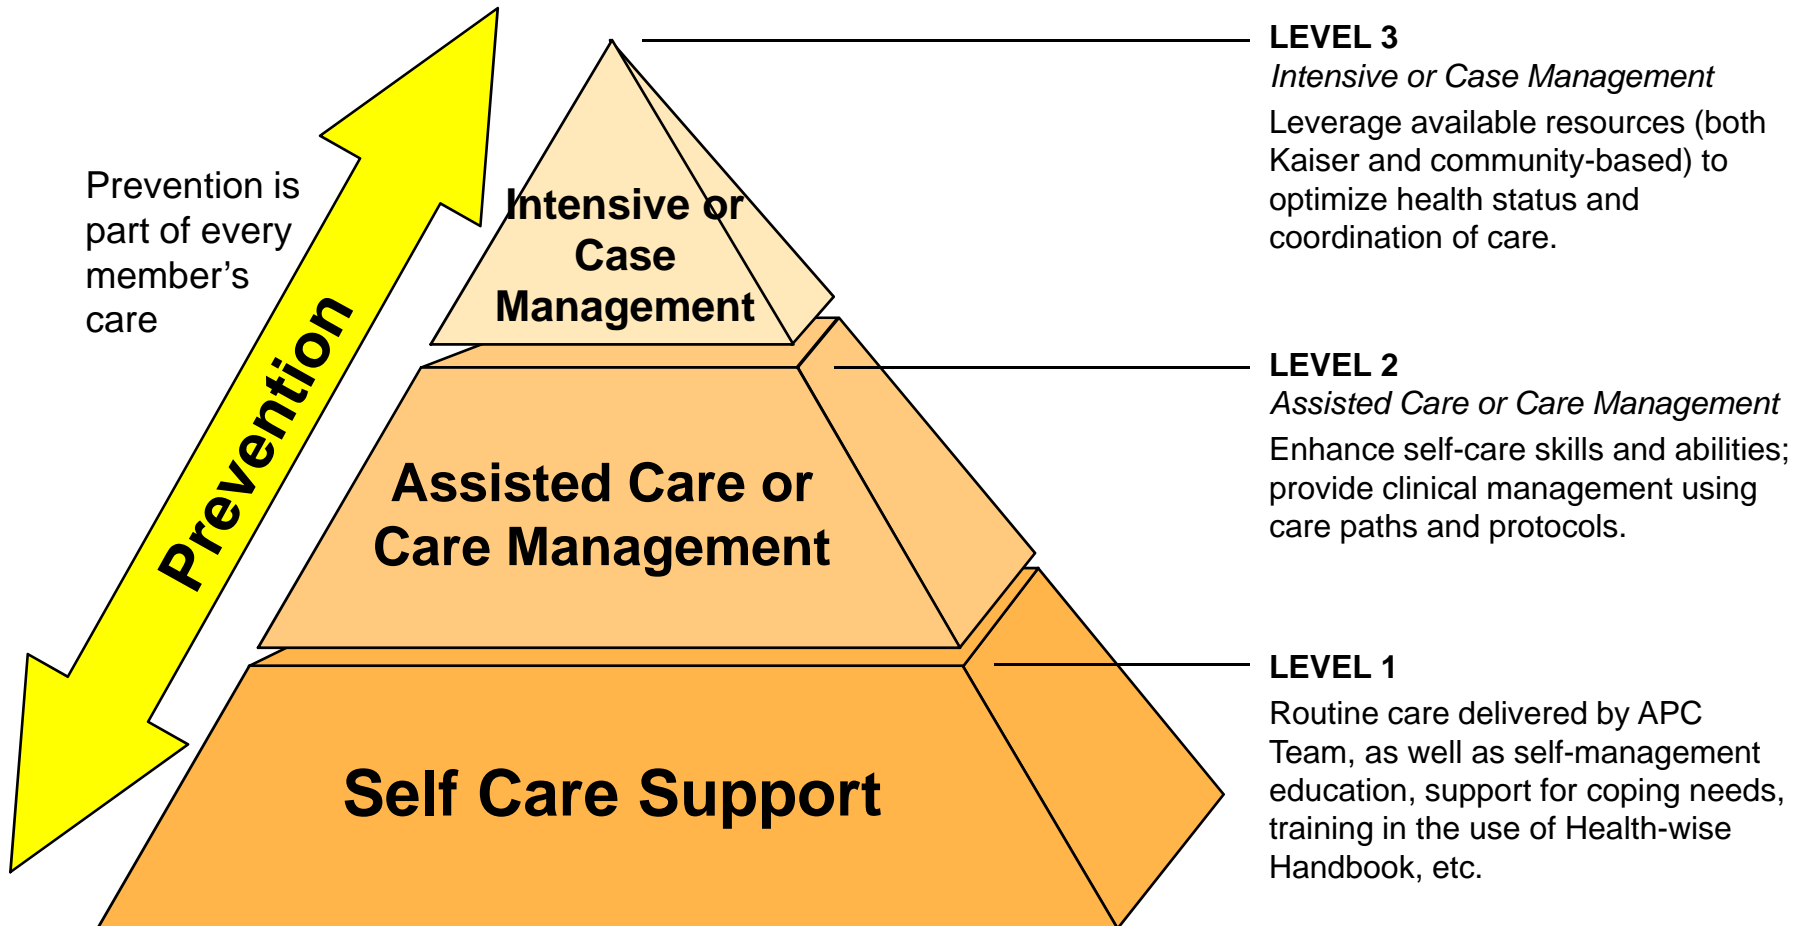 Prevention is
part of every
member’s
care
Prevention
Intensive or
Case
Management
Assisted Care or
Care Management
Self Care Support
LEVEL 3
Intensive or Case Management
Leverage available resources (both
Kaiser and community-based) to
optimize health status and
coordination of care.
LEVEL 2
Assisted Care or Care Management
Enhance self-care skills and abilities;
provide clinical management using
care paths and protocols.
LEVEL 1
Routine care delivered by APC
Team, as well as self-management
education, support for coping needs,
training in the use of Health-wise
Handbook, etc.